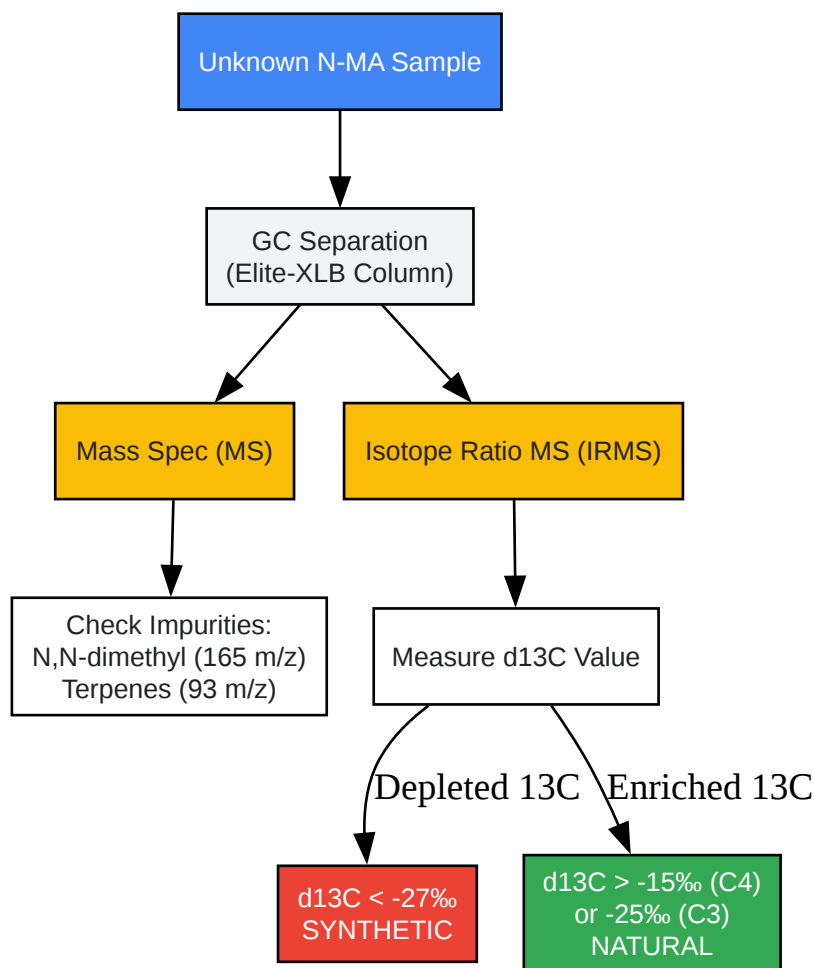 Unknown N-MA Sample
GC Separation
(Elite-XLB Column)
Mass Spec (MS)
Isotope Ratio MS (IRMS)
Check Impurities:
N,N-dimethyl (165 m/z)
Terpenes (93 m/z)
Measure d13C Value
Depleted 13C
Enriched 13C
d13C < -27‰
SYNTHETIC
d13C > -15‰ (C4)
or -25‰ (C3)
NATURAL